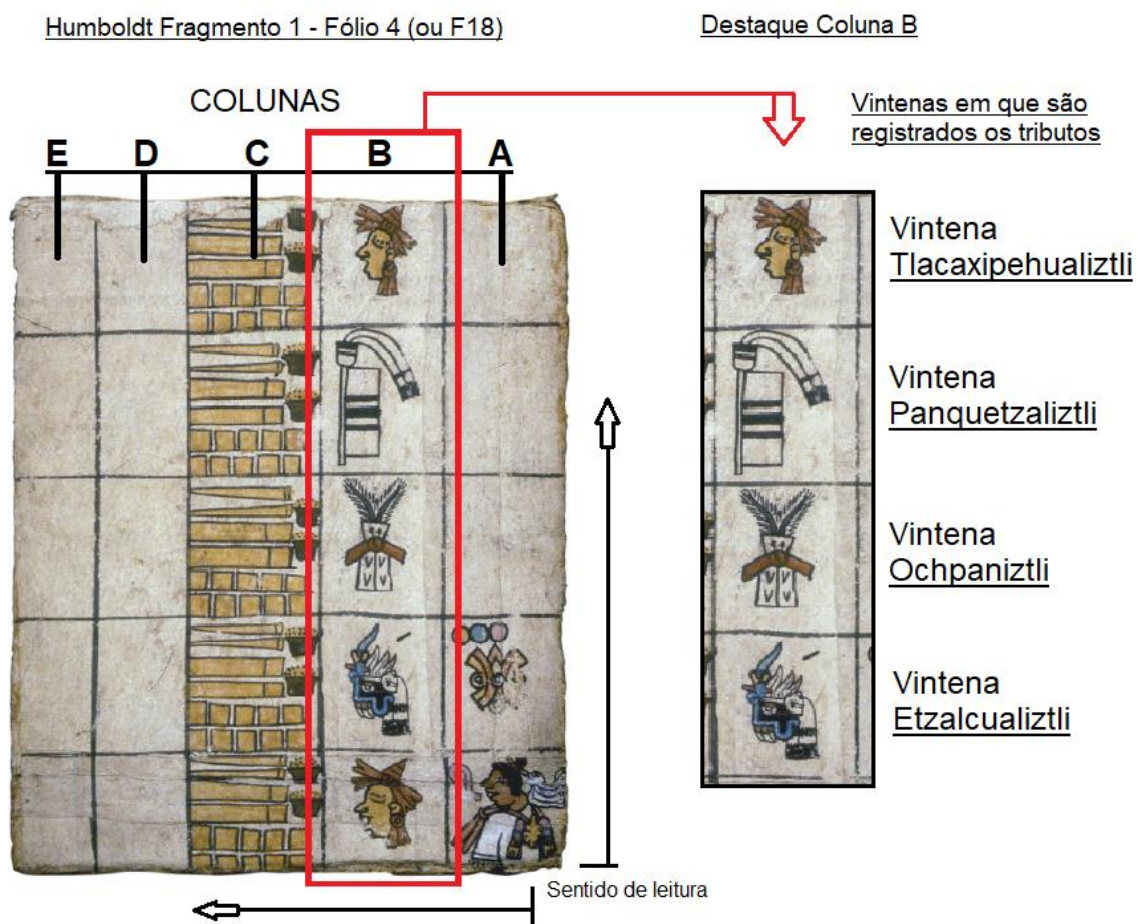 Humboldt Fragmento 1 - Fólio 4 (ou F18)
Destaque Coluna B
COLUNAS
Vintenas em que são
registrados os tributos
E D C B A
Vintena
Tlacaxipehualiztli
Vintena
Panquetzaliztli
Vintena
Ochpaniztli
Vintena
Etzalcualiztli
Sentido de leitura